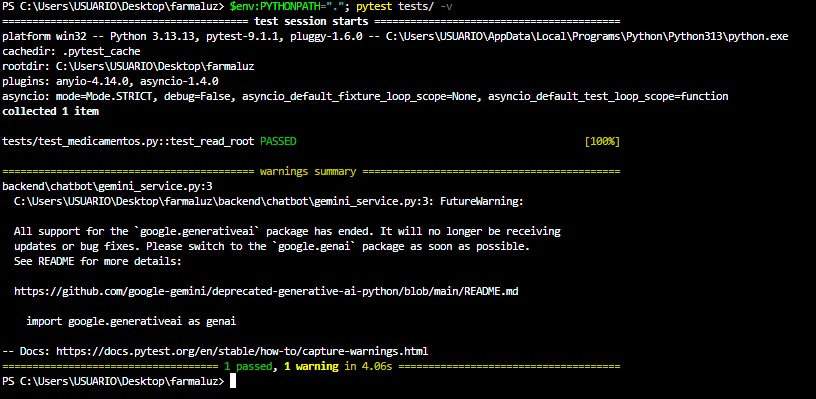 PS C:\Users\USUARIO\Desktop\farmaluz> $env:PYTHONPATH="."; pytest tests/ -v
================================ test session starts ================================
platform win32 -- Python 3.13.13, pytest-9.1.1, pluggy-1.6.0 -- C:\Users\USUARIO\AppData\Local\Programs\Python\Python313\python.exe
cachedir: .pytest_cache
rootdir: C:\Users\USUARIO\Desktop\farmaluz
plugins: anyio-4.14.0, asyncio-1.4.0
asyncio: mode=Mode.STRICT, debug=False, asyncio_default_fixture_loop_scope=None, asyncio_default_test_loop_scope=function
collected 1 item

tests/test_medicamentos.py::test_read_root PASSED [100%]

================================ warnings summary ================================
backend\chatbot\gemini_service.py:3
  C:\Users\USUARIO\Desktop\farmaluz\backend\chatbot\gemini_service.py:3: FutureWarning:

  All support for the `google.generativeai` package has ended. It will no longer be receiving
  updates or bug fixes. Please switch to the `google.genai` package as soon as possible.
  See README for more details:

  https://github.com/google-gemini/deprecated-generative-ai-python/blob/main/README.md

    import google.generativeai as genai

-- Docs: https://docs.pytest.org/en/stable/how-to/capture-warnings.html
================================ 1 passed, 1 warning in 4.06s ================================
PS C:\Users\USUARIO\Desktop\farmaluz>